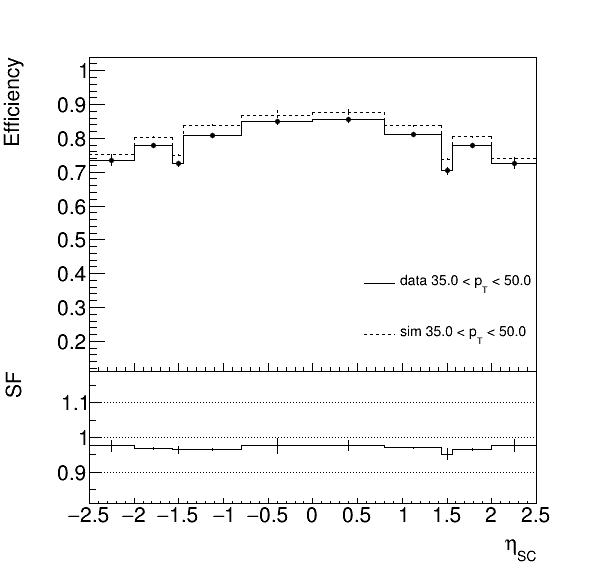 Efficiency
1
0.9
0.8
0.7
0.6
0.5
0.4
0.3
0.2
data 35.0 < p_T < 50.0
sim 35.0 < p_T < 50.0
SF
1.1
1
0.9
−2.5 −2 −1.5 −1 −0.5 0 0.5 1 1.5 2 2.5
η_SC